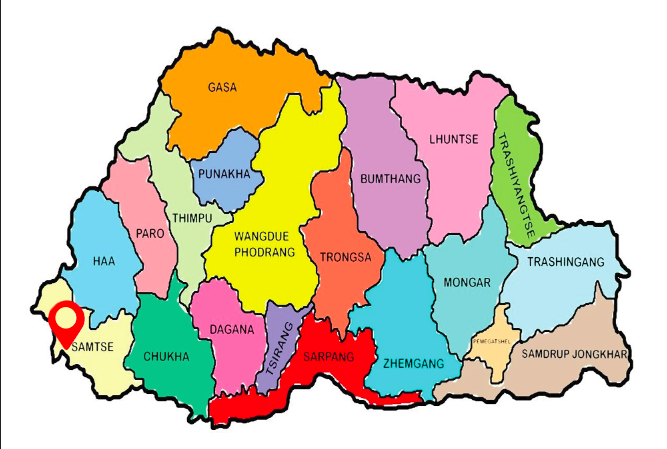 GASA
LHUNTSE
TRASHIYANGTSE
PUNAKHA
BUMTHANG
THIMPU
PARO
WANGDUE
PHODRANG
TRONGSA
HAA
TRASHINGANG
MONGAR
DAGANA
TSIRANG
SAMTSE
CHUKHA
SARPANG
ZHEMGANG
PEMEGATSHEL
SAMDRUP JONGKHAR